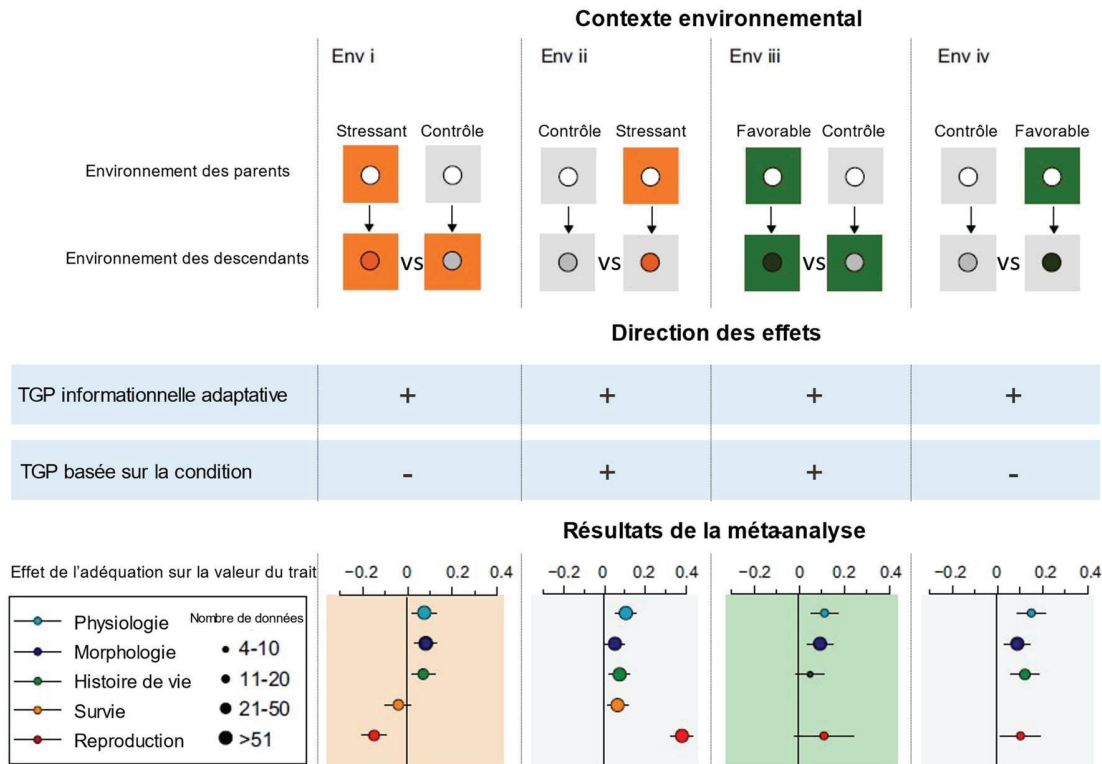 Contexte environnemental
Env i Env ii Env iii Env iv
Stressant Contrôle Contrôle Stressant Favorable Contrôle Contrôle Favorable
Environnement des parents
Environnement des descendants vs vs vs vs
Direction des effets
TGP informationnelle adaptative + + + +
TGP basée sur la condition - + + -
Résultats de la méta-analyse
Effet de l'adéquation sur la valeur du trait
−0.2 0 0.2 0.4 −0.2 0 0.2 0.4 −0.2 0 0.2 0.4 −0.2 0 0.2 0.4
Nombre de données
Physiologie
4-10
Morphologie
11-20
Histoire de vie
21-50
Survie
>51
Reproduction